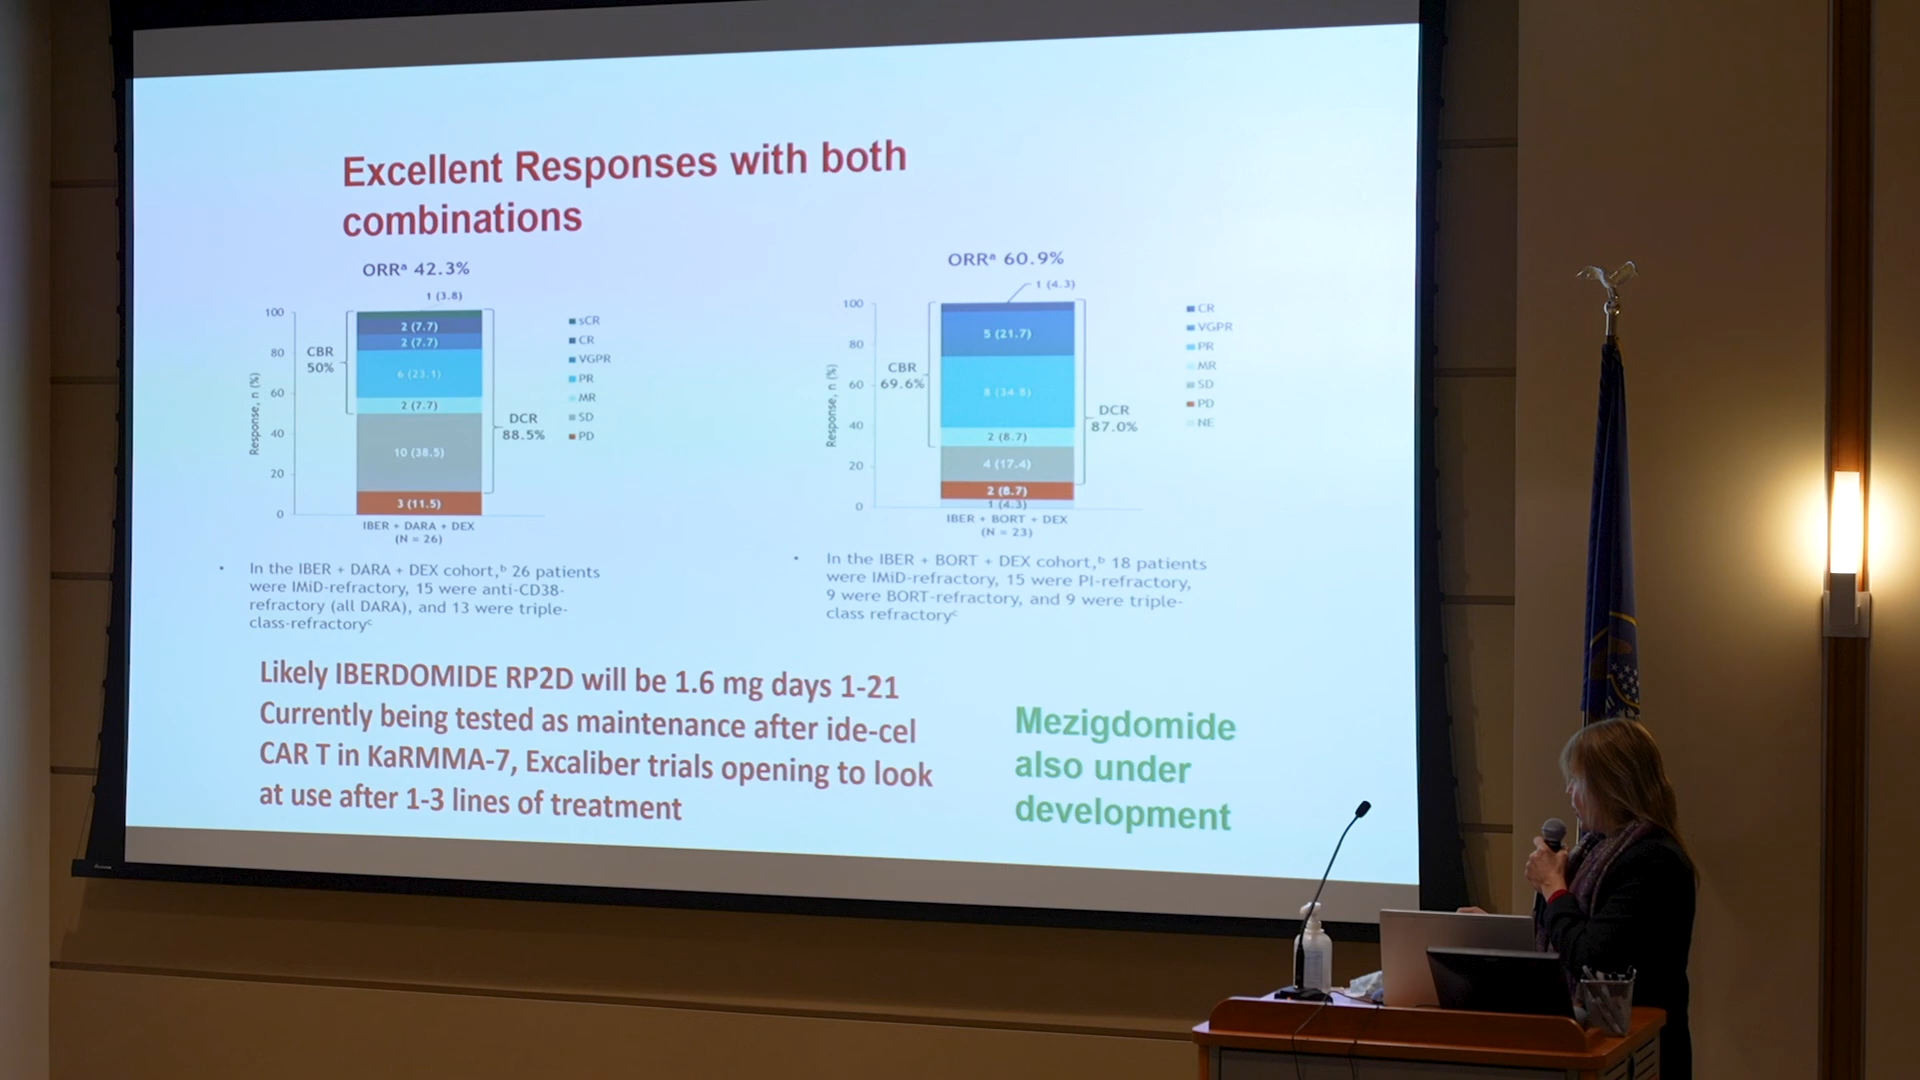 Excellent Responses with both
combinations
ORRᵃ 42.3%
1 (3.8)
Response, n (%)
100
80
60
40
20
0
CBR
50%
2 (7.7)
2 (7.7)
6 (23.1)
2 (7.7)
10 (38.5)
3 (11.5)
DCR
88.5%
IBER + DARA + DEX
(N = 26)
sCR
CR
VGPR
PR
MR
SD
PD
ORRᵃ 60.9%
1 (4.3)
Response, n (%)
100
80
60
40
20
0
CBR
69.6%
5 (21.7)
8 (34.8)
2 (8.7)
4 (17.4)
2 (8.7)
1 (4.3)
DCR
87.0%
IBER + BORT + DEX
(N = 23)
CR
VGPR
PR
MR
SD
PD
NE
• In the IBER + DARA + DEX cohort,ᵇ 26 patients
were IMiD-refractory, 15 were anti-CD38-
refractory (all DARA), and 13 were triple-
class-refractoryᶜ
• In the IBER + BORT + DEX cohort,ᵇ 18 patients
were IMiD-refractory, 15 were PI-refractory,
9 were BORT-refractory, and 9 were triple-
class refractoryᶜ
Likely IBERDOMIDE RP2D will be 1.6 mg days 1-21
Currently being tested as maintenance after ide-cel
CAR T in KaRMMA-7, Excaliber trials opening to look
at use after 1-3 lines of treatment
Mezigdomide
also under
development